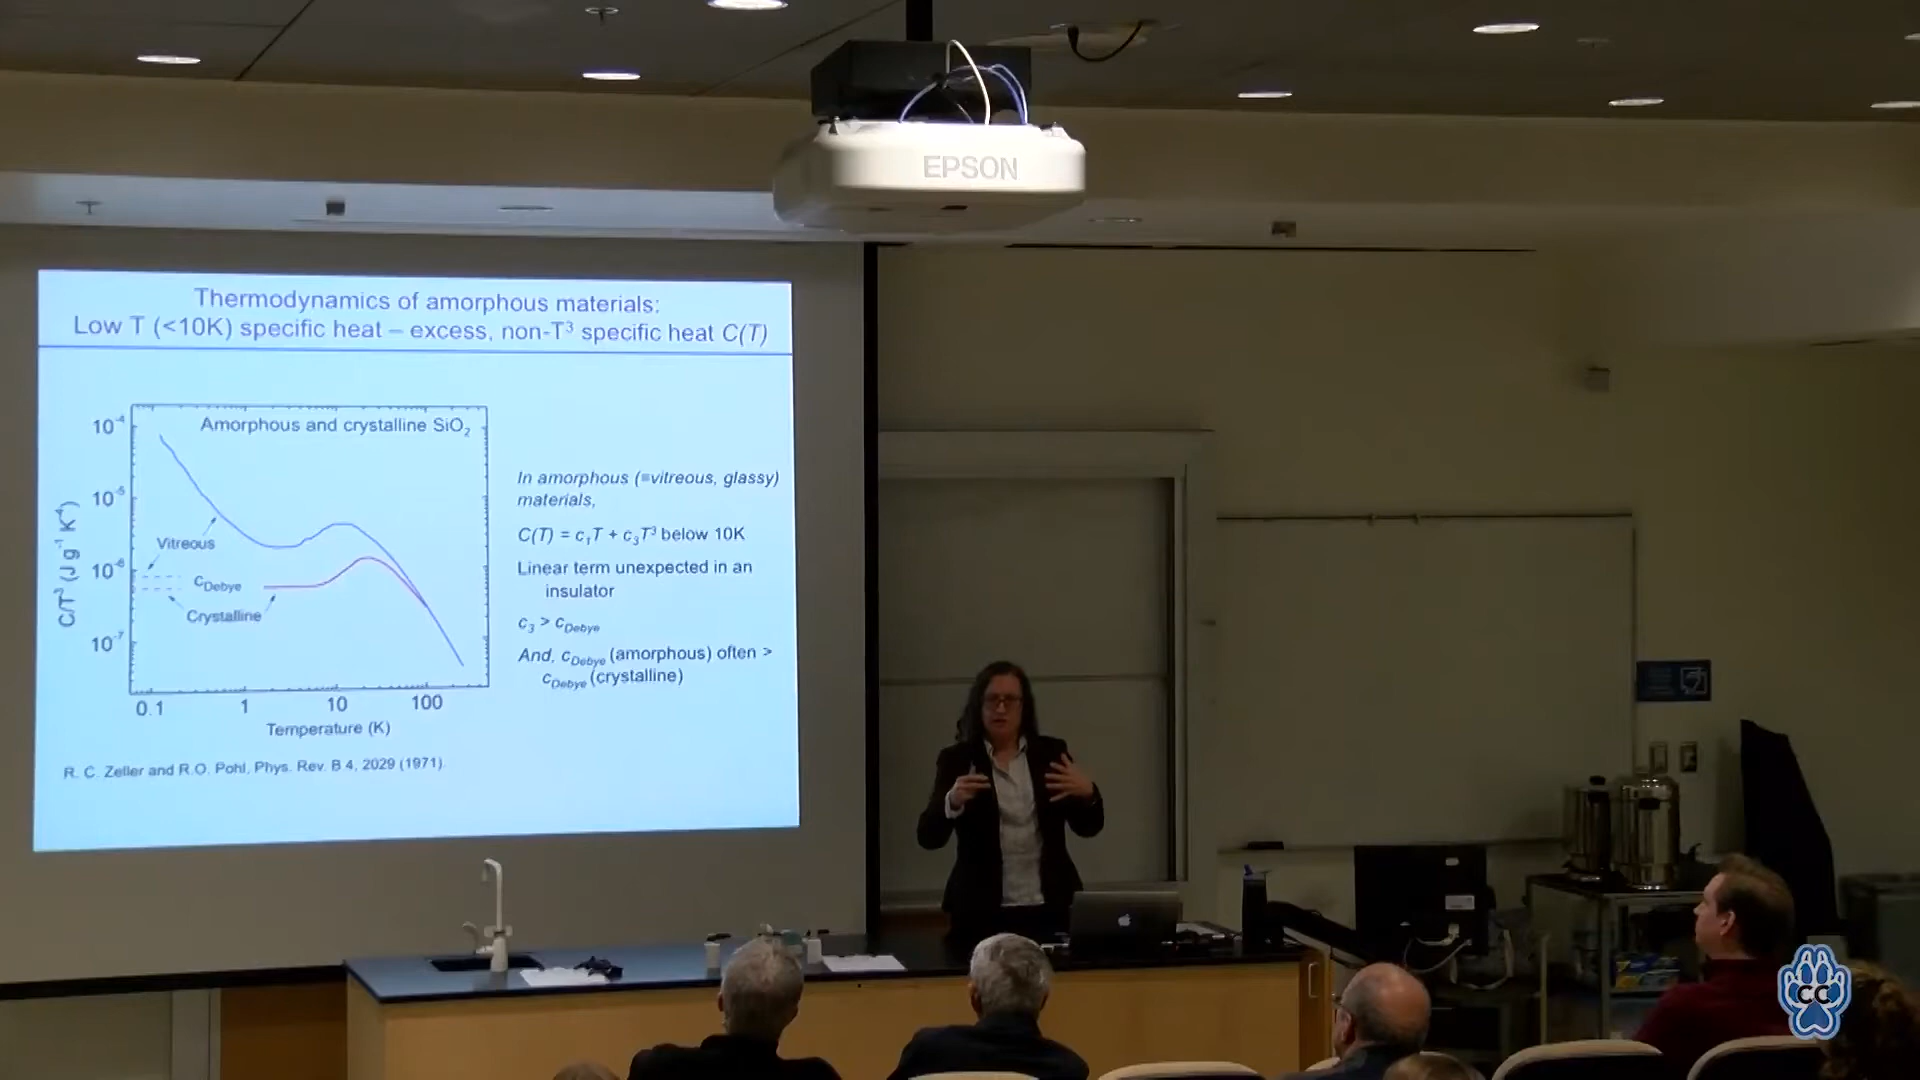 EPSON
Thermodynamics of amorphous materials:
Low T (<10K) specific heat – excess, non-T³ specific heat C(T)
Amorphous and crystalline SiO₂
10⁻⁴
10⁻⁵
10⁻⁶
10⁻⁷
C/T³ (J g⁻¹ K⁻⁴)
Vitreous
C_Debye
Crystalline
0.1 1 10 100
Temperature (K)
In amorphous (=vitreous, glassy)
materials,
C(T) = c₁T + c₃T³ below 10K
Linear term unexpected in an
insulator
c₃ > c_Debye
And, c_Debye (amorphous) often >
c_Debye (crystalline)
R. C. Zeller and R.O. Pohl, Phys. Rev. B 4, 2029 (1971).
CC